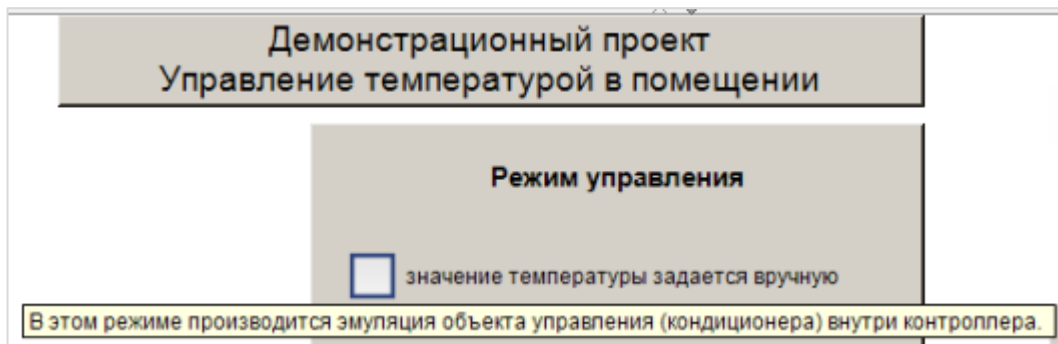 Демонстрационный проект
Управление температурой в помещении
Режим управления
значение температуры задается вручную
В этом режиме производится эмуляция объекта управления (кондиционера) внутри контроллера.